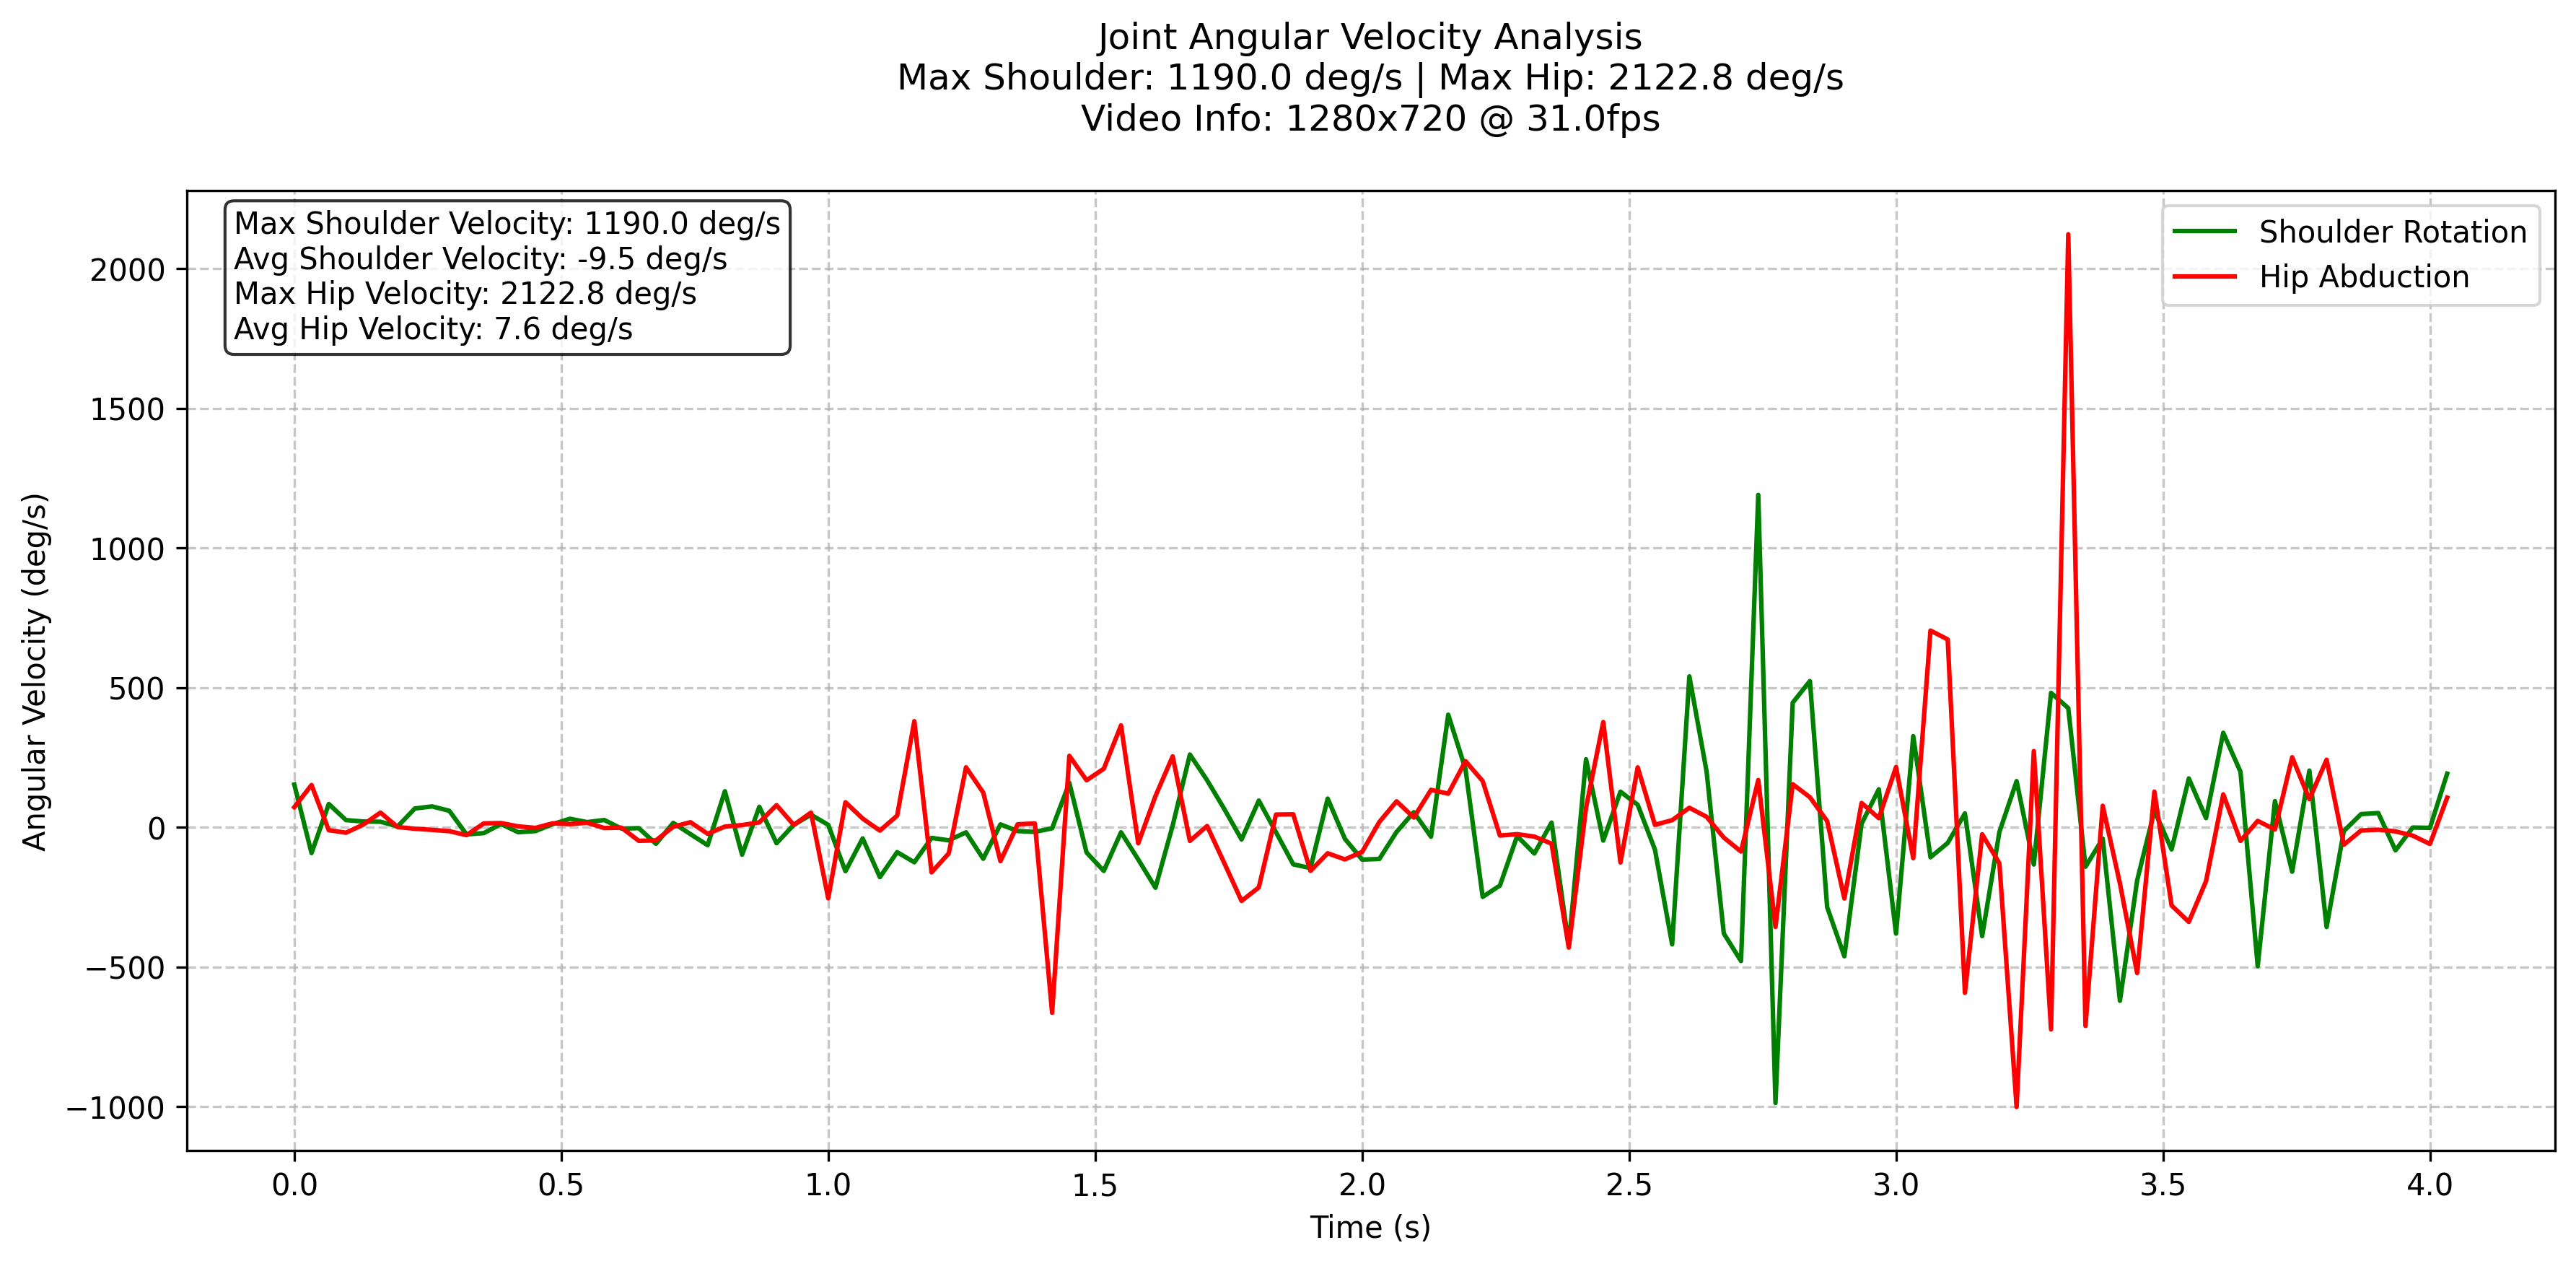 Joint Angular Velocity Analysis
Max Shoulder: 1190.0 deg/s | Max Hip: 2122.8 deg/s
Video Info: 1280x720 @ 31.0fps
Max Shoulder Velocity: 1190.0 deg/s
Avg Shoulder Velocity: -9.5 deg/s
Max Hip Velocity: 2122.8 deg/s
Avg Hip Velocity: 7.6 deg/s
Shoulder Rotation
Hip Abduction
Angular Velocity (deg/s)
2000
1500
1000
500
0
−500
−1000
0.0 0.5 1.0 1.5 2.0 2.5 3.0 3.5 4.0
Time (s)